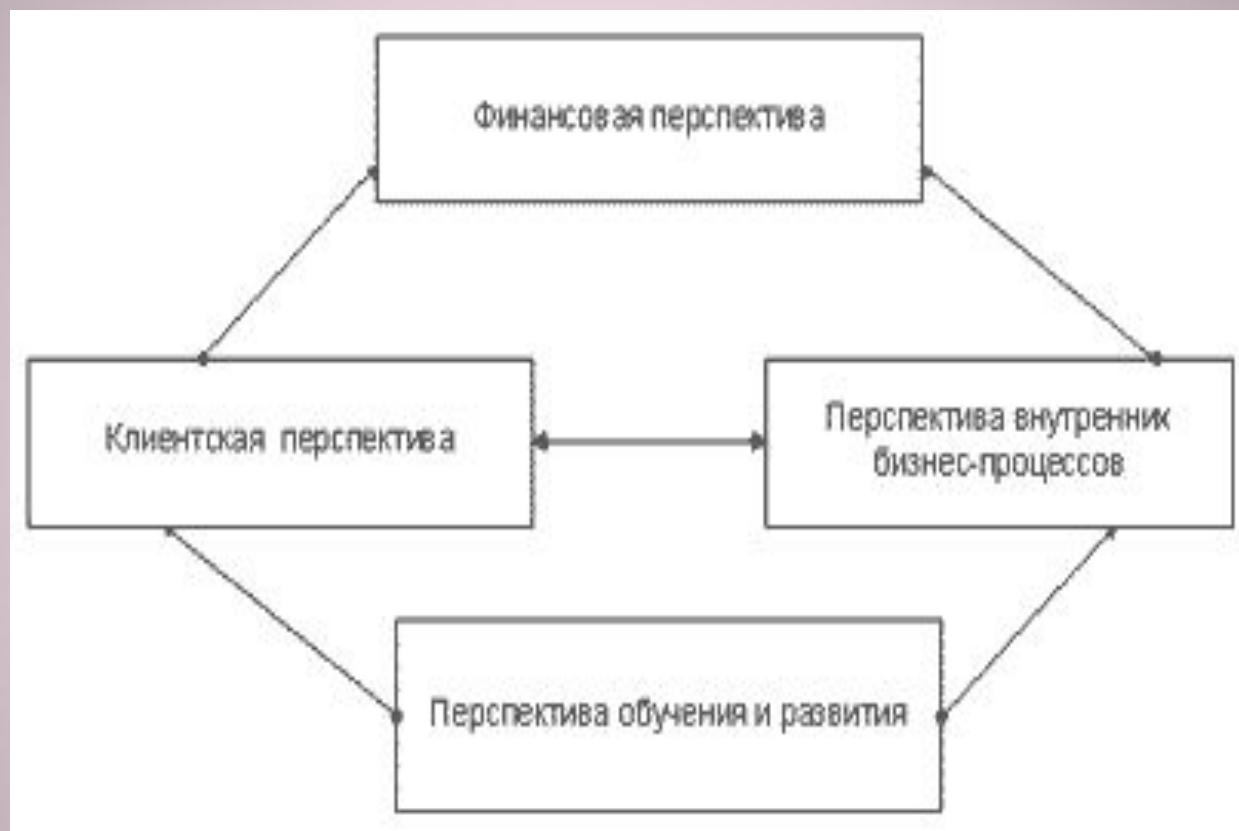 Финансовая перспектива
Клиентская перспектива
Перспектива внутренних
бизнес-процессов
Перспектива обучения и развития